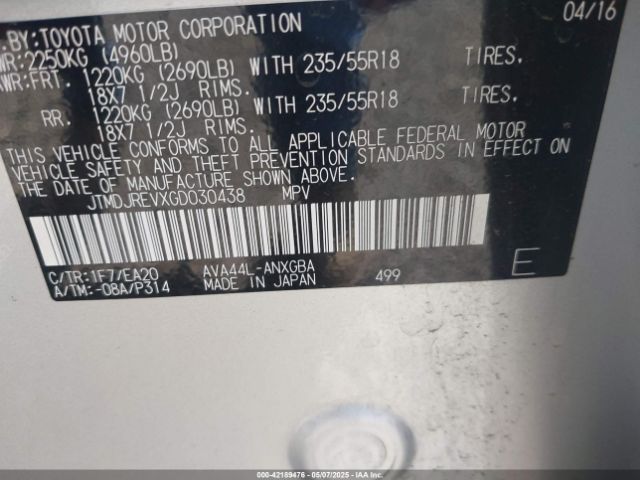 .BY:TOYOTA MOTOR CORPORATION 04/16
WR:2250KG (4960LB)
AWR:FRT. 1220KG (2690LB) WITH 235/55R18 TIRES.
18X7 1/2J RIMS.
RR. 1220KG (2690LB) WITH 235/55R18 TIRES.
18X7 1/2J RIMS.
THIS VEHICLE CONFORMS TO ALL APPLICABLE FEDERAL MOTOR
VEHICLE SAFETY AND THEFT PREVENTION STANDARDS IN EFFECT ON
THE DATE OF MANUFACTURE SHOWN ABOVE.
JTMDJREVXGD030438 MPV
C/TR:1F7/EA20 AVA44L-ANXGBA 499 E
A/TM:-08A/P314 MADE IN JAPAN
000-42189476 | 05/07/2025 | IAAI.COM